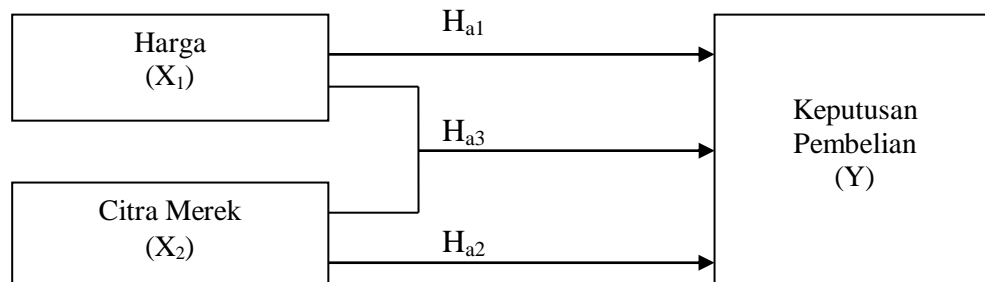 Harga
(X₁)
Hₐ₁
Hₐ₃
Keputusan
Pembelian
(Y)
Citra Merek
(X₂)
Hₐ₂